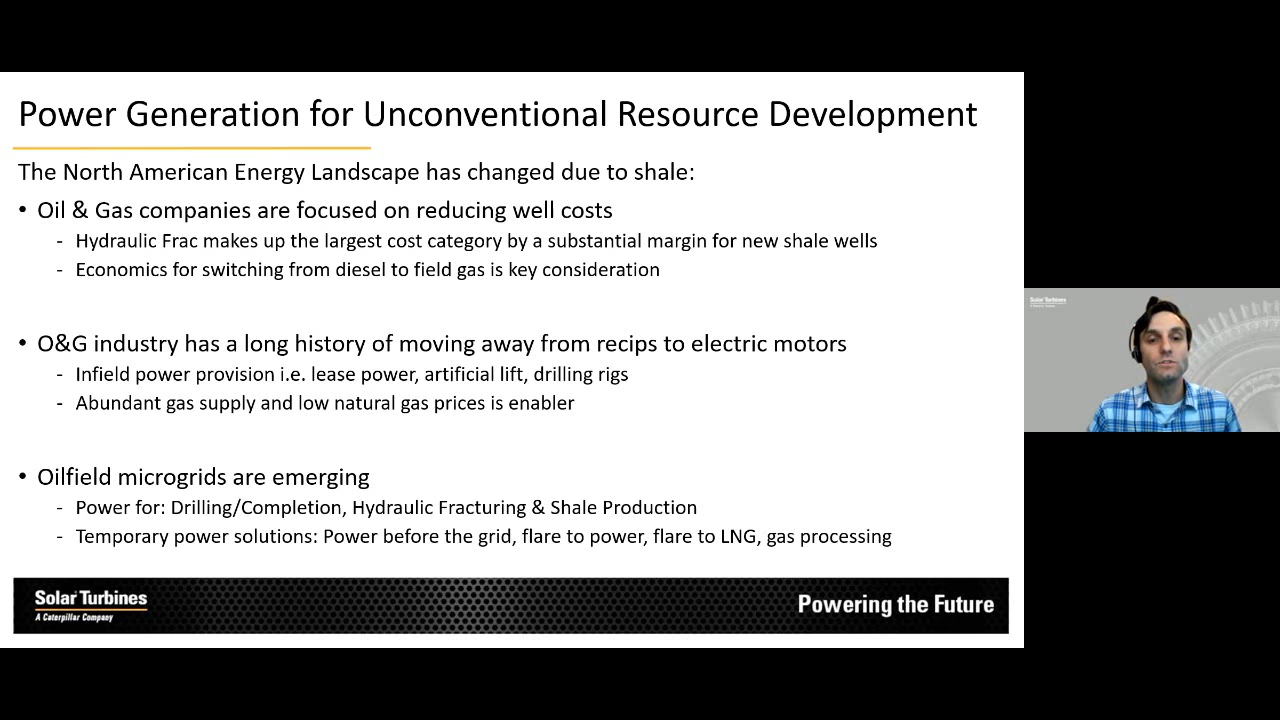 Power Generation for Unconventional Resource Development
The North American Energy Landscape has changed due to shale:
• Oil & Gas companies are focused on reducing well costs
- Hydraulic Frac makes up the largest cost category by a substantial margin for new shale wells
- Economics for switching from diesel to field gas is key consideration
• O&G industry has a long history of moving away from recips to electric motors
- Infield power provision i.e. lease power, artificial lift, drilling rigs
- Abundant gas supply and low natural gas prices is enabler
• Oilfield microgrids are emerging
- Power for: Drilling/Completion, Hydraulic Fracturing & Shale Production
- Temporary power solutions: Power before the grid, flare to power, flare to LNG, gas processing
Solar Turbines
A Caterpillar Company
Powering the Future
Solar Turbines